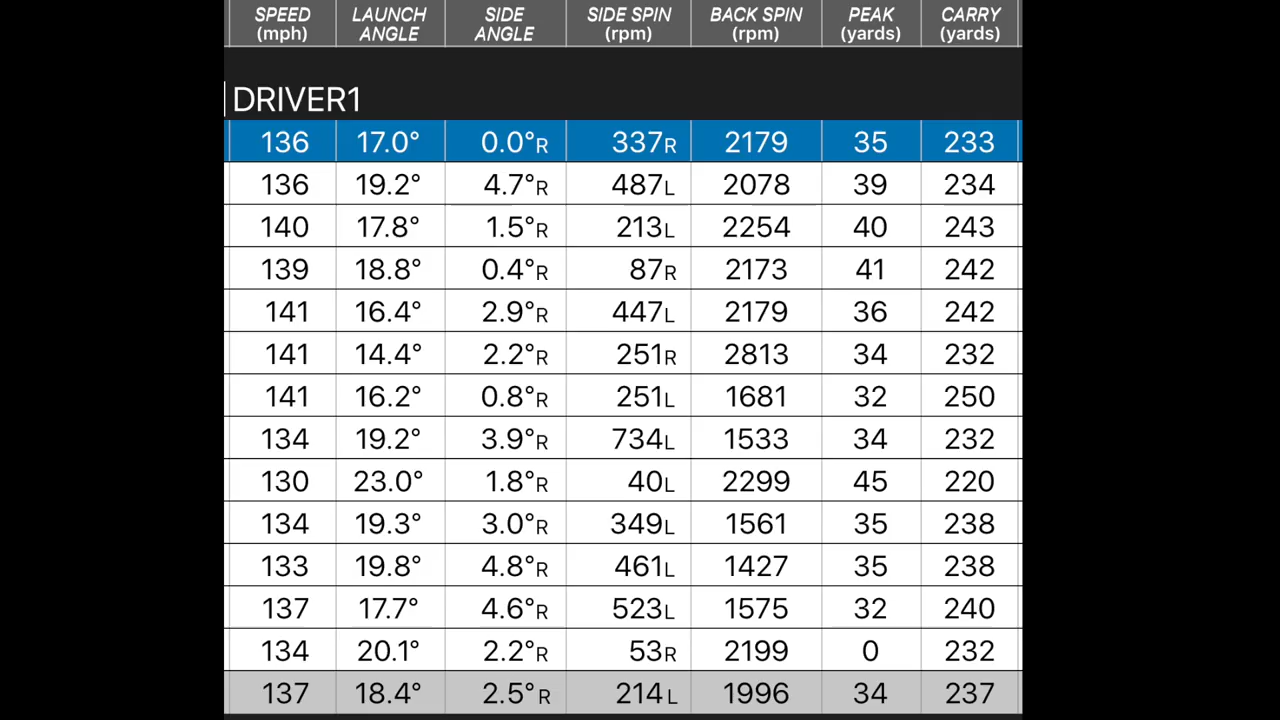 SPEED LAUNCH SIDE SIDE SPIN BACK SPIN PEAK CARRY
(mph) ANGLE ANGLE (rpm) (rpm) (yards) (yards)
DRIVER1
136 17.0° 0.0°R 337R 2179 35 233
136 19.2° 4.7°R 487L 2078 39 234
140 17.8° 1.5°R 213L 2254 40 243
139 18.8° 0.4°R 87R 2173 41 242
141 16.4° 2.9°R 447L 2179 36 242
141 14.4° 2.2°R 251R 2813 34 232
141 16.2° 0.8°R 251L 1681 32 250
134 19.2° 3.9°R 734L 1533 34 232
130 23.0° 1.8°R 40L 2299 45 220
134 19.3° 3.0°R 349L 1561 35 238
133 19.8° 4.8°R 461L 1427 35 238
137 17.7° 4.6°R 523L 1575 32 240
134 20.1° 2.2°R 53R 2199 0 232
137 18.4° 2.5°R 214L 1996 34 237